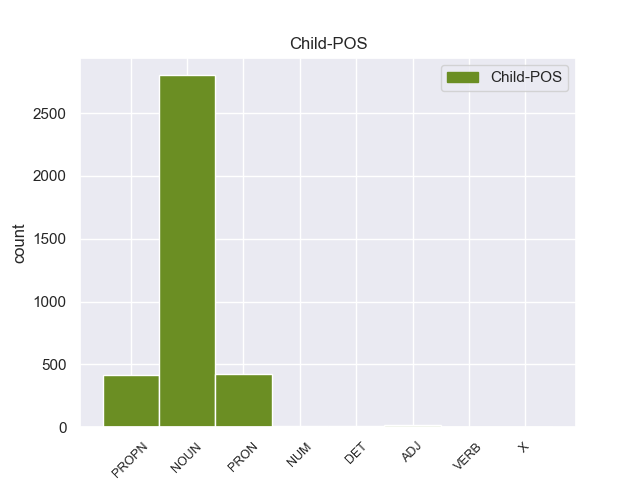 Child-POS
Child-POS
count
2500
2000
1500
1000
500
0
PROPN
NOUN
PRON
NUM
DET
ADJ
VERB
X